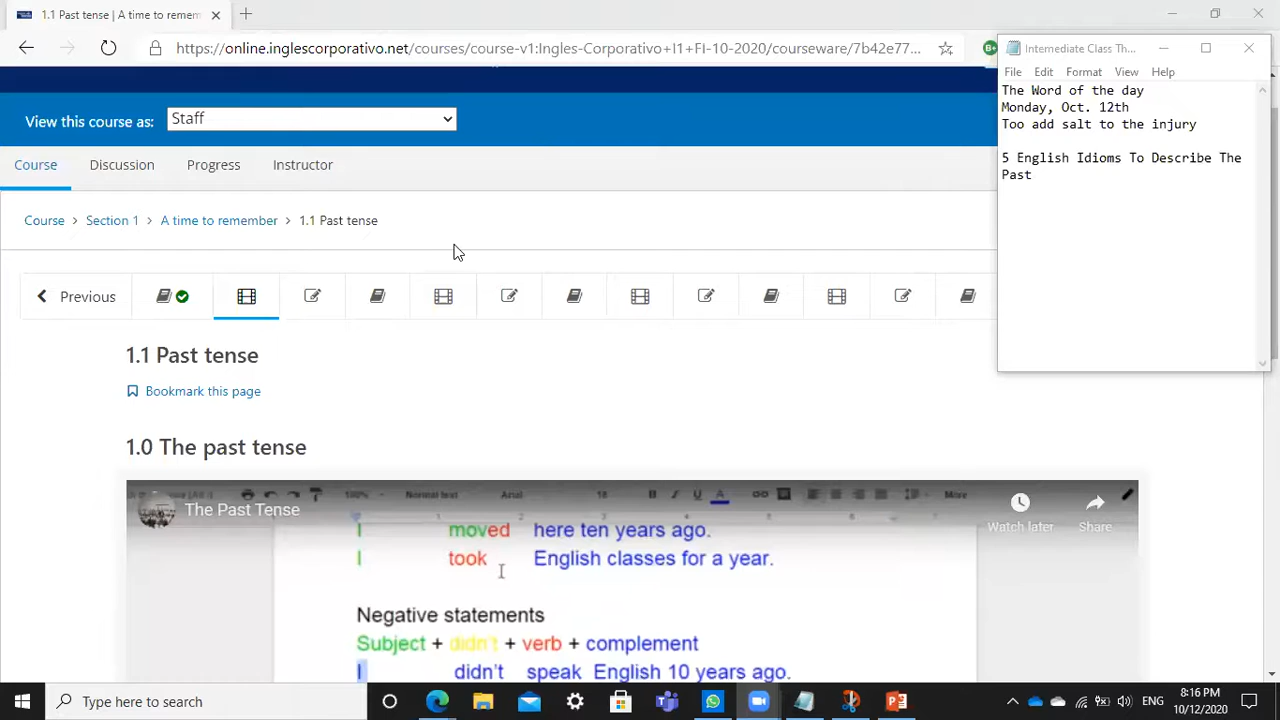 1.1 Past tense | A time to remem
https://online.inglescorporativo.net/courses/course-v1:Ingles-Corporativo+I1+FI-10-2020/courseware/7b42e77...
View this course as:
Staff
Course
Discussion
Progress
Instructor
Course > Section 1 > A time to remember > 1.1 Past tense
Previous
1.1 Past tense
Bookmark this page
1.0 The past tense
The Past Tense
Normal text
Arial
18
More
Watch later
Share
I moved here ten years ago.
I took English classes for a year.
Negative statements
Subject + didn't + verb + complement
I didn't speak English 10 years ago.
Intemediate Class Th...
File Edit Format View Help
The Word of the day
Monday, Oct. 12th
Too add salt to the injury
5 English Idioms To Describe The
Past
Type here to search
ENG
8:16 PM
10/12/2020